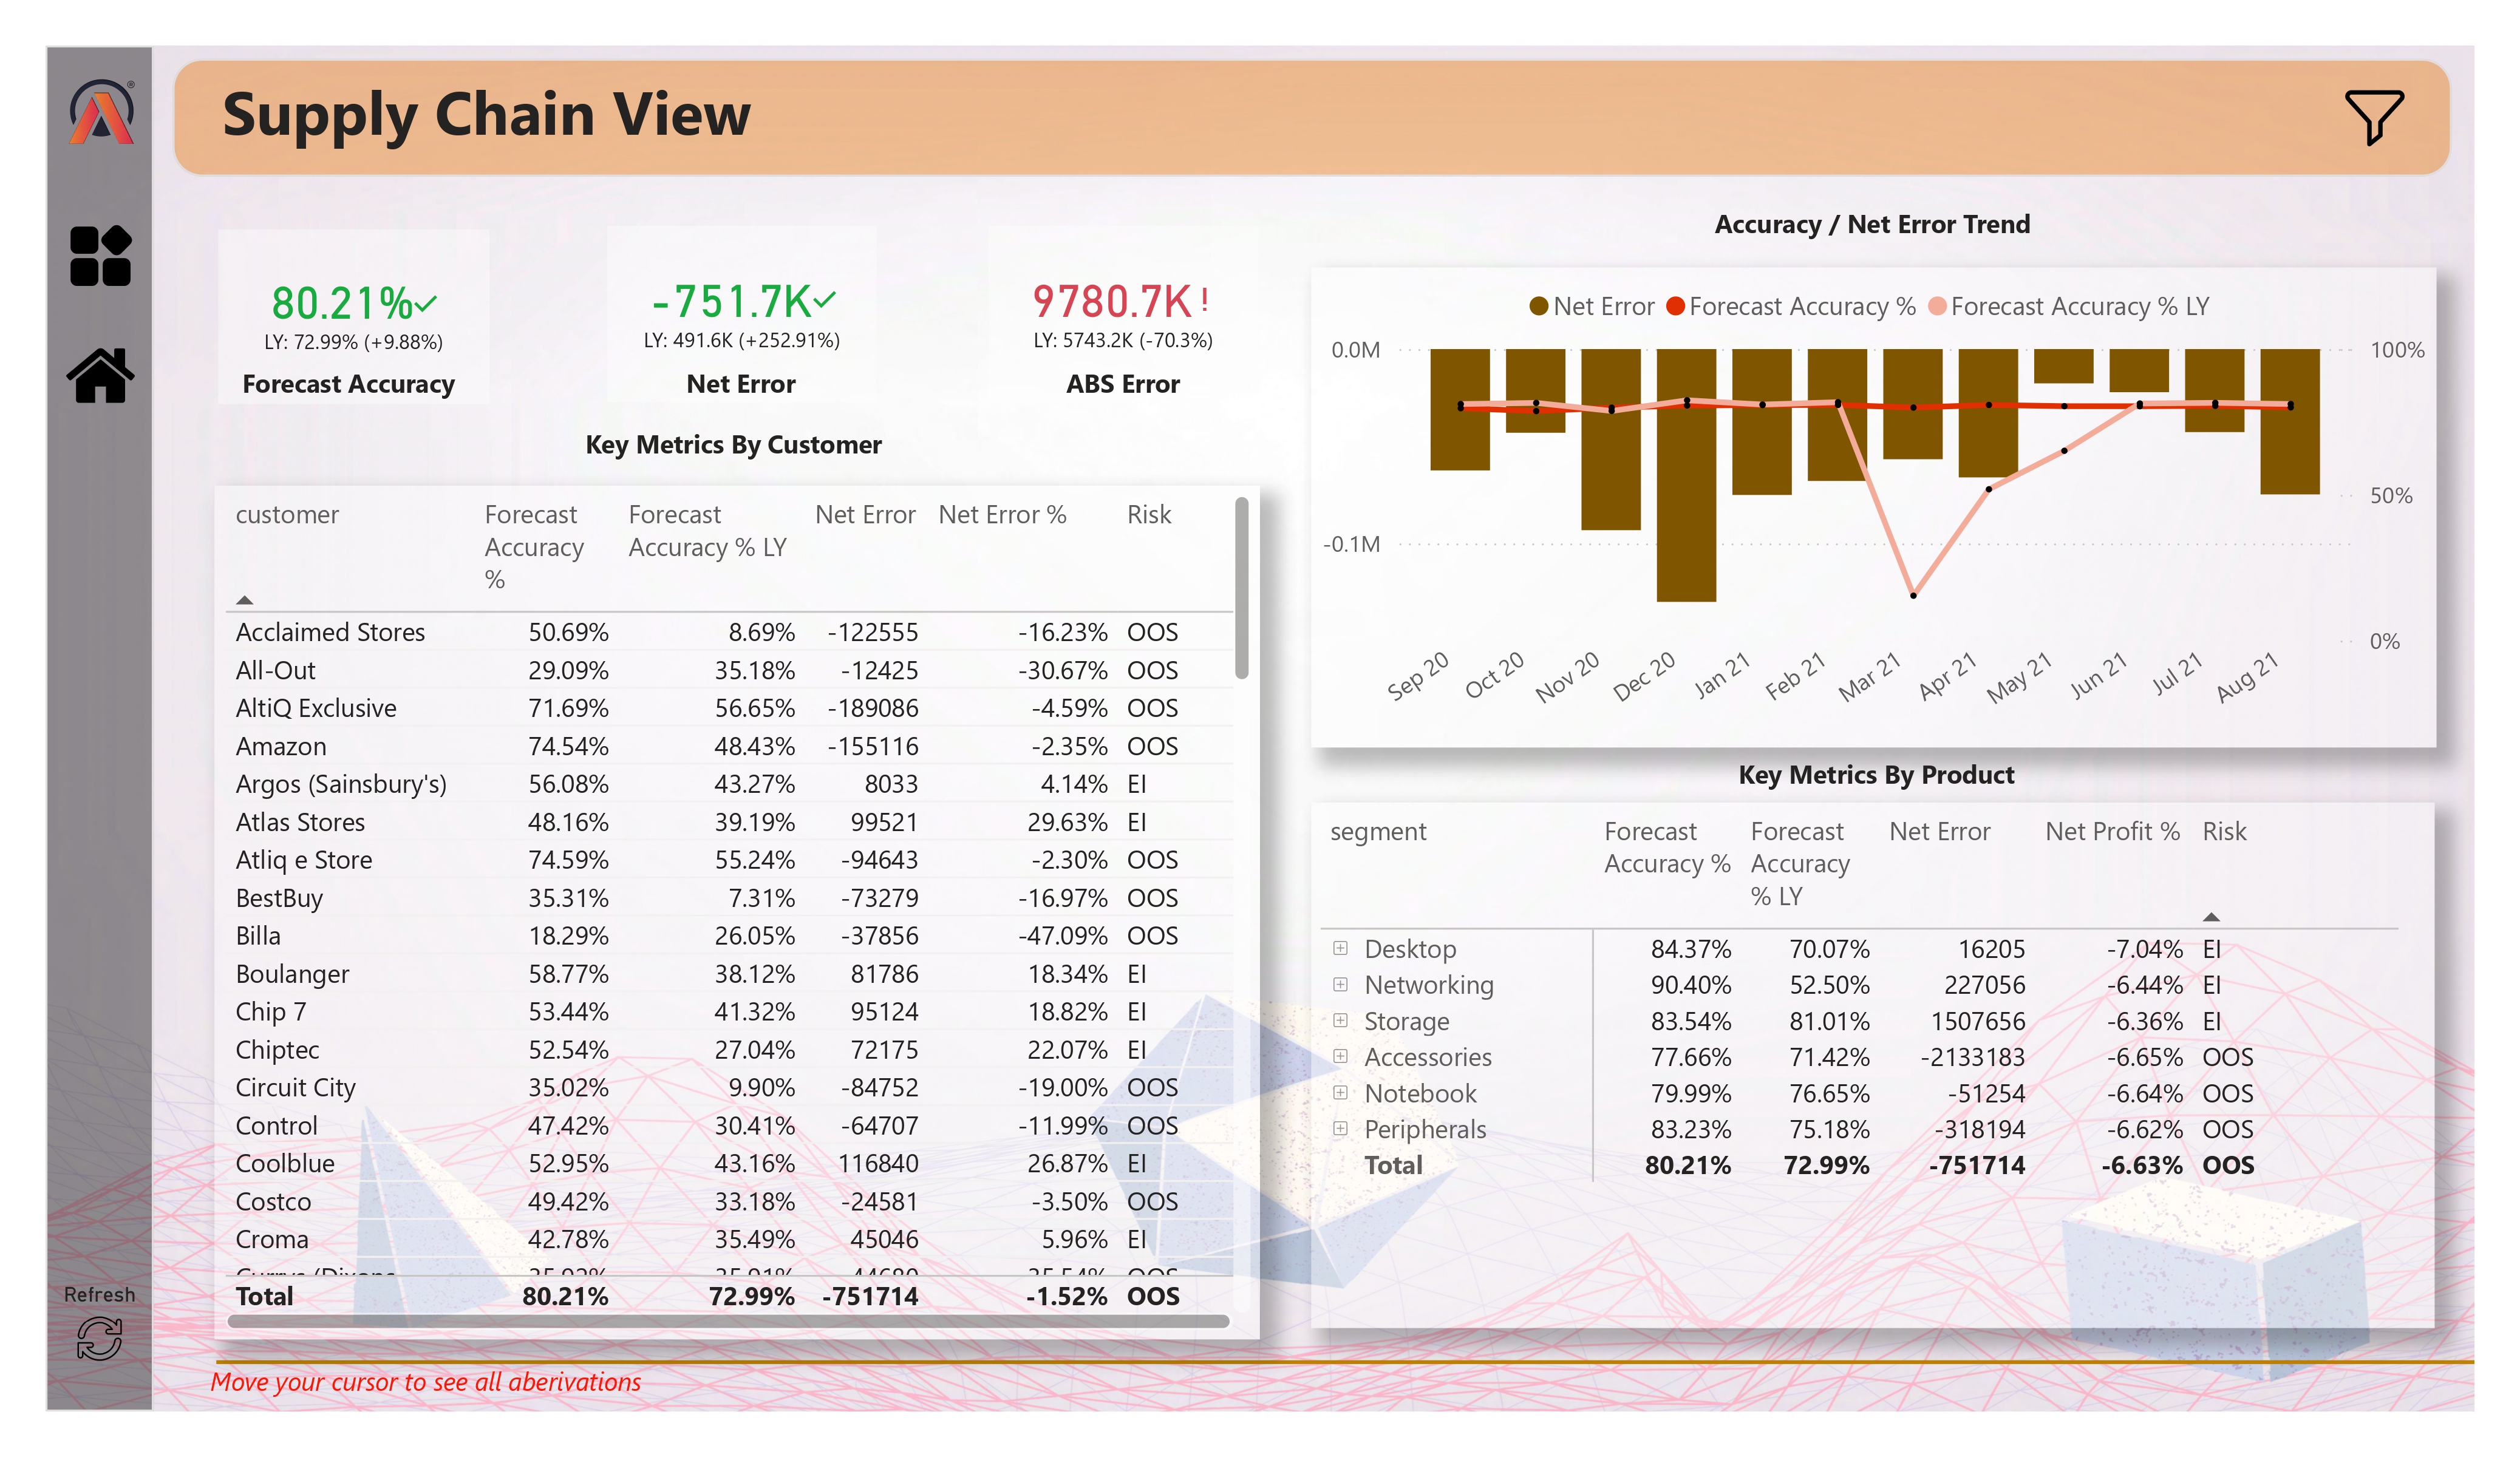 Supply Chain View
®
80.21%
LY: 72.99% (+9.88%)
Forecast Accuracy
-751.7K
LY: 491.6K (+252.91%)
Net Error
9780.7K!
LY: 5743.2K (-70.3%)
ABS Error
Key Metrics By Customer
customer Forecast Accuracy % Forecast Accuracy % LY Net Error Net Error % Risk
Acclaimed Stores 50.69% 8.69% -122555 -16.23% OOS
All-Out 29.09% 35.18% -12425 -30.67% OOS
AltiQ Exclusive 71.69% 56.65% -189086 -4.59% OOS
Amazon 74.54% 48.43% -155116 -2.35% OOS
Argos (Sainsbury's) 56.08% 43.27% 8033 4.14% EI
Atlas Stores 48.16% 39.19% 99521 29.63% EI
Atliq e Store 74.59% 55.24% -94643 -2.30% OOS
BestBuy 35.31% 7.31% -73279 -16.97% OOS
Billa 18.29% 26.05% -37856 -47.09% OOS
Boulanger 58.77% 38.12% 81786 18.34% EI
Chip 7 53.44% 41.32% 95124 18.82% EI
Chiptec 52.54% 27.04% 72175 22.07% EI
Circuit City 35.02% 9.90% -84752 -19.00% OOS
Control 47.42% 30.41% -64707 -11.99% OOS
Coolblue 52.95% 43.16% 116840 26.87% EI
Costco 49.42% 33.18% -24581 -3.50% OOS
Croma 42.78% 35.49% 45046 5.96% EI
Total 80.21% 72.99% -751714 -1.52% OOS
Accuracy / Net Error Trend
Net Error Forecast Accuracy % Forecast Accuracy % LY
0.0M
-0.1M
100%
50%
0%
Sep 20 Oct 20 Nov 20 Dec 20 Jan 21 Feb 21 Mar 21 Apr 21 May 21 Jun 21 Jul 21 Aug 21
Key Metrics By Product
segment Forecast Accuracy % Forecast Accuracy % LY Net Error Net Profit % Risk
Desktop 84.37% 70.07% 16205 -7.04% EI
Networking 90.40% 52.50% 227056 -6.44% EI
Storage 83.54% 81.01% 1507656 -6.36% EI
Accessories 77.66% 71.42% -2133183 -6.65% OOS
Notebook 79.99% 76.65% -51254 -6.64% OOS
Peripherals 83.23% 75.18% -318194 -6.62% OOS
Total 80.21% 72.99% -751714 -6.63% OOS
Refresh
Move your cursor to see all aberivations